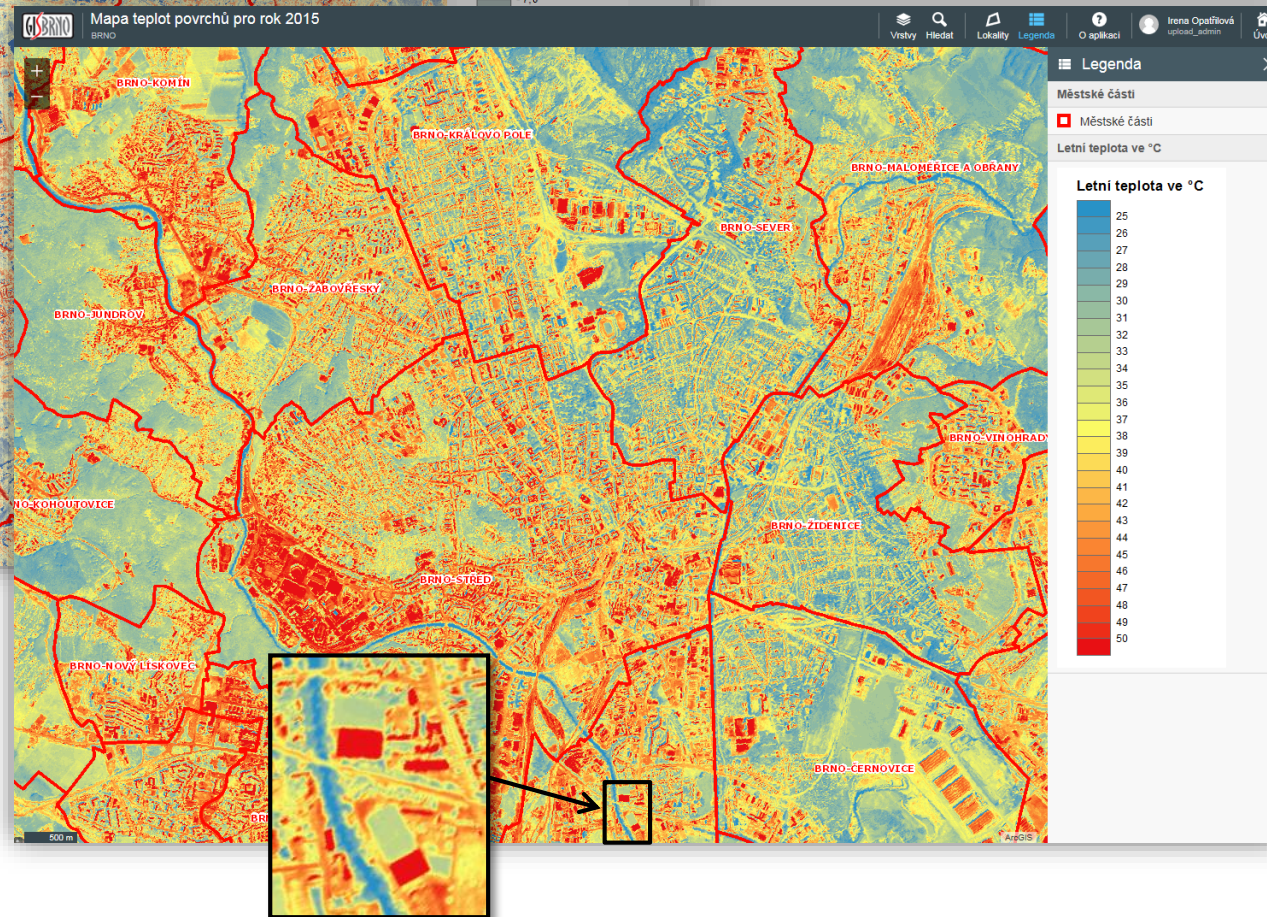 -1,0
GISBRNO
Mapa teplot povrchů pro rok 2015
BRNO
Vrstvy
Hledat
Lokality
Legenda
O aplikaci
Irena Opatřilová
upload_admin
Legenda
Městské části
Městské části
Letní teplota ve °C
Letní teplota ve °C
25
26
27
28
29
30
31
32
33
34
35
36
37
38
39
40
41
42
43
44
45
46
47
48
49
50
+
BRNO-KOMÍN
BRNO-KRÁLOVO POLE
BRNO-MALOMĚŘICE A OBŘANY
BRNO-SEVER
BRNO-ŽABOVŘESKY
BRNO-JUNDROV
BRNO-VINOHRADY
NO-KOHOUTOVICE
BRNO-ŽIDENICE
BRNO-STŘED
BRNO-NOVÝ LÍSKOVEC
BRNO-ČERNOVICE
500 m
ArcGIS